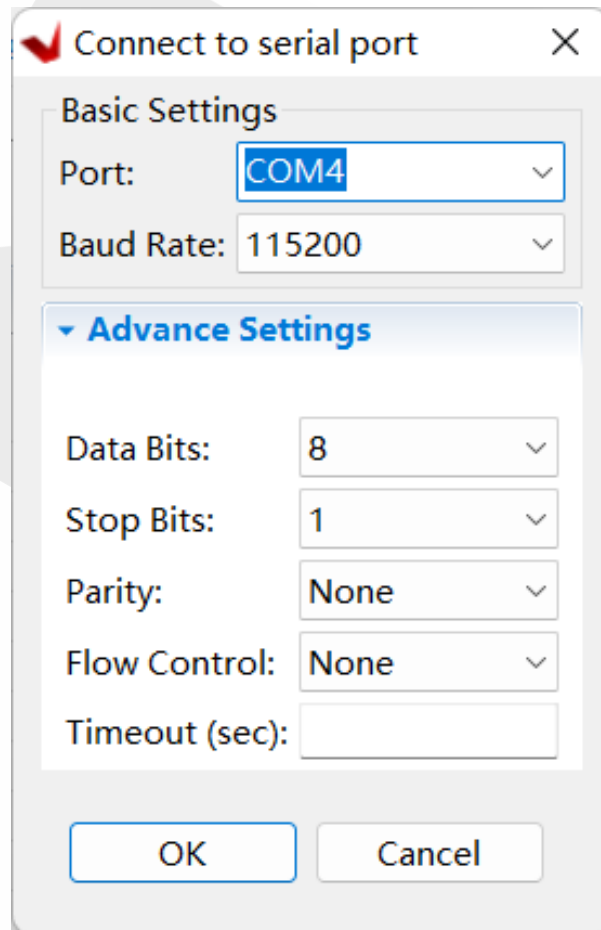 Connect to serial port
Basic Settings
Port: COM4
Baud Rate: 115200
Advance Settings
Data Bits: 8
Stop Bits: 1
Parity: None
Flow Control: None
Timeout (sec):
OK Cancel